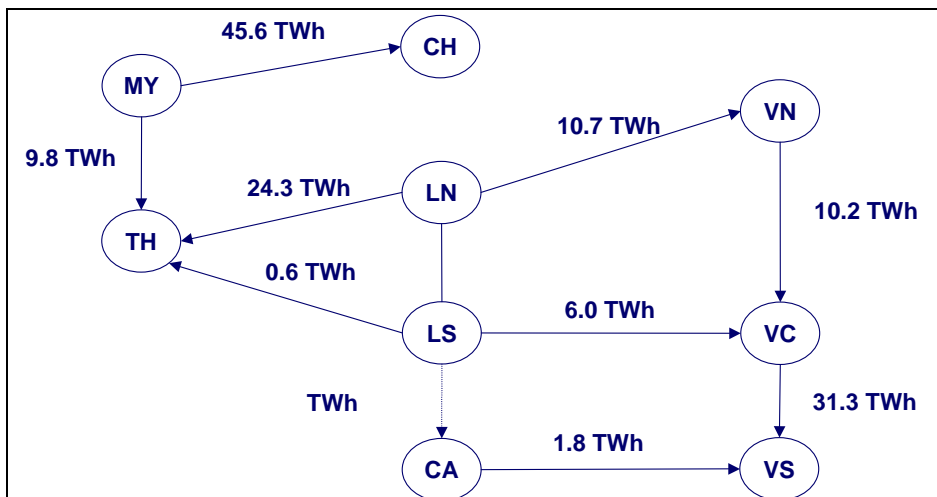 45.6 TWh
CH
MY
VN
10.7 TWh
9.8 TWh
24.3 TWh
LN
10.2 TWh
TH
0.6 TWh
6.0 TWh
LS
VC
TWh
31.3 TWh
1.8 TWh
CA
VS